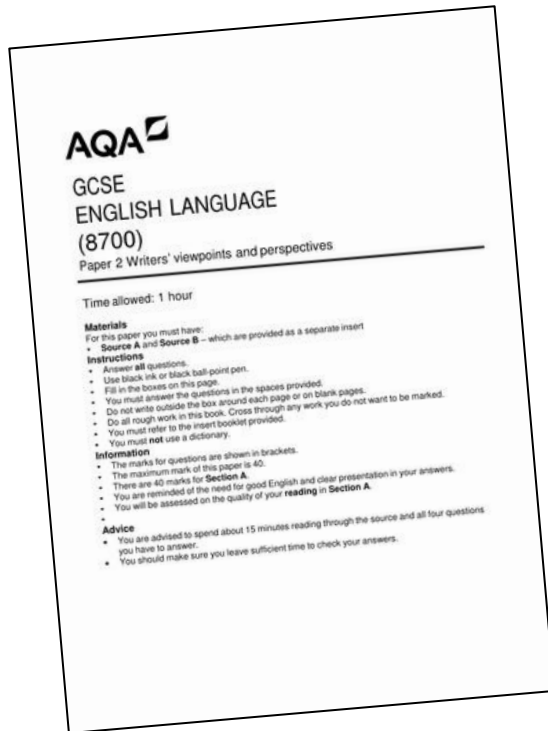 AQA
GCSE
ENGLISH LANGUAGE
(8700)
Paper 2 Writers' viewpoints and perspectives
Time allowed: 1 hour
Materials
For this paper you must have:
• Source A and Source B – which are provided as a separate insert
Instructions
• Answer all questions.
• Use black ink or black ball-point pen.
• Fill in the boxes on this page.
• You must answer the questions in the spaces provided.
• Do not write outside the box around each page or on blank pages.
• Do all rough work in this book. Cross through any work you do not want to be marked.
• You must refer to the insert booklet provided.
• You must not use a dictionary.
Information
• The marks for questions are shown in brackets.
• The maximum mark of this paper is 40.
• There are 40 marks for Section A.
• You are reminded of the need for good English and clear presentation in your answers.
• You will be assessed on the quality of your reading in Section A.
•
Advice
• You are advised to spend about 15 minutes reading through the source and all four questions
you have to answer.
• You should make sure you leave sufficient time to check your answers.